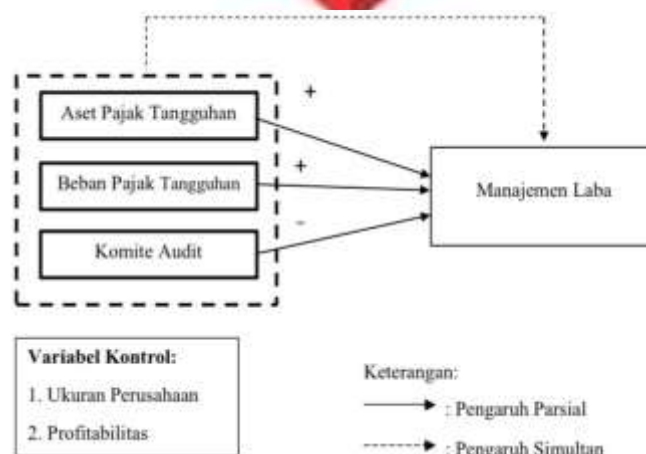 +
Aset Pajak Tangguhan
+
Beban Pajak Tangguhan
Manajemen Laba
-
Komite Audit
Variabel Kontrol:
1. Ukuran Perusahaan
2. Profitabilitas
Keterangan:
: Pengaruh Parsial
: Pengaruh Simultan